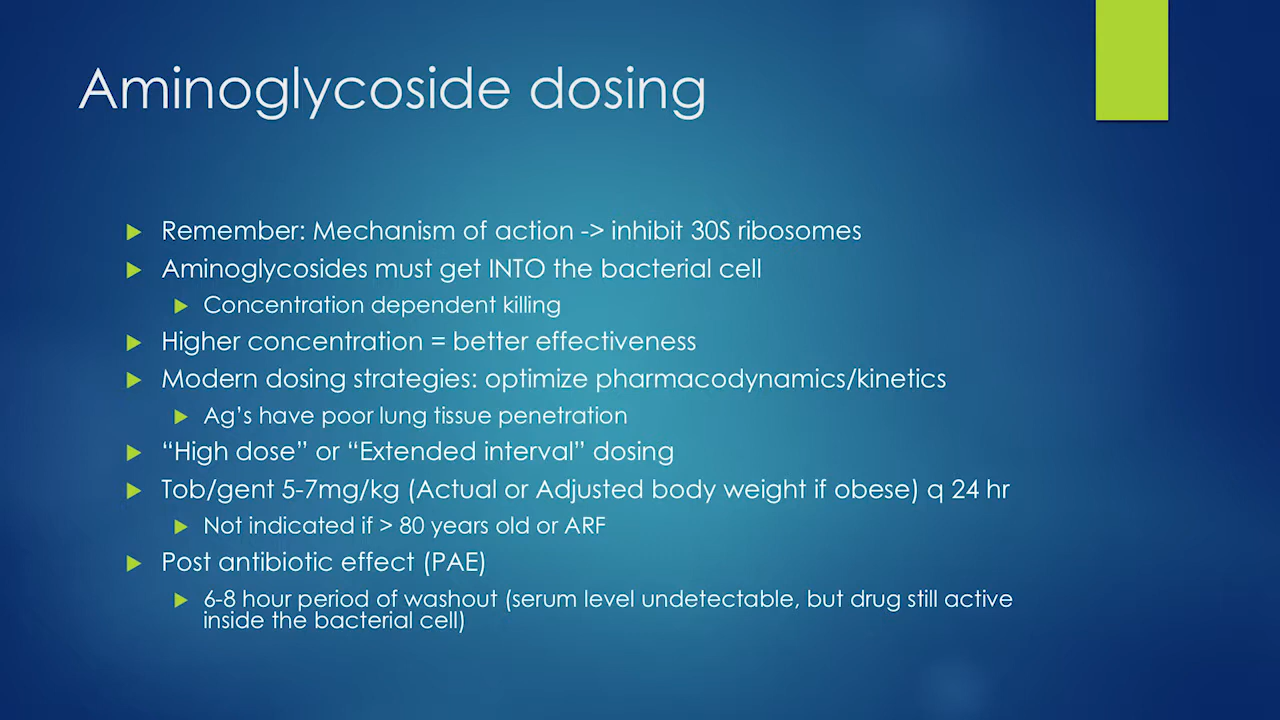 Aminoglycoside dosing
Remember: Mechanism of action -> inhibit 30S ribosomes
Aminoglycosides must get INTO the bacterial cell
Concentration dependent killing
Higher concentration = better effectiveness
Modern dosing strategies: optimize pharmacodynamics/kinetics
Ag’s have poor lung tissue penetration
“High dose” or “Extended interval” dosing
Tob/gent 5-7mg/kg (Actual or Adjusted body weight if obese) q 24 hr
Not indicated if > 80 years old or ARF
Post antibiotic effect (PAE)
6-8 hour period of washout (serum level undetectable, but drug still active
inside the bacterial cell)